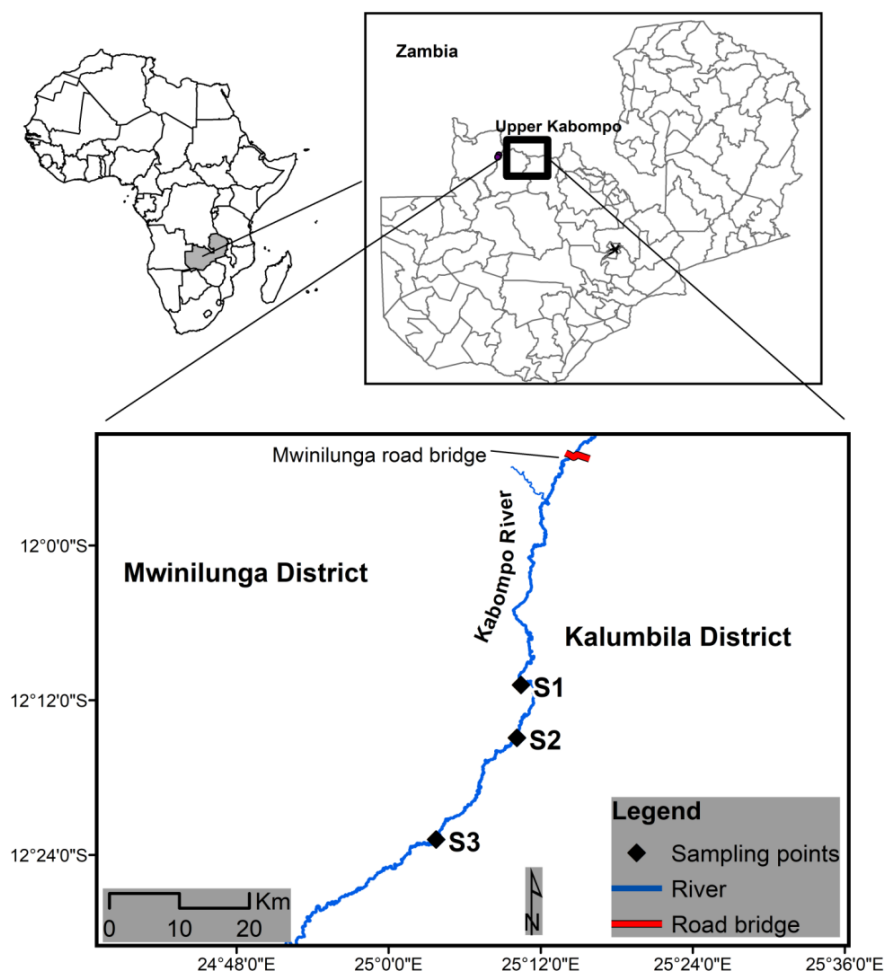 Zambia
Upper Kabompo
Mwinilunga road bridge
Kabompo River
12°0'0"S
Mwinilunga District
Kalumbila District
S1
12°12'0"S
S2
Legend
Sampling points
S3
12°24'0"S
River
Km
0 10 20
N
Road bridge
24°48'0"E 25°0'0"E 25°12'0"E 25°24'0"E 25°36'0"E